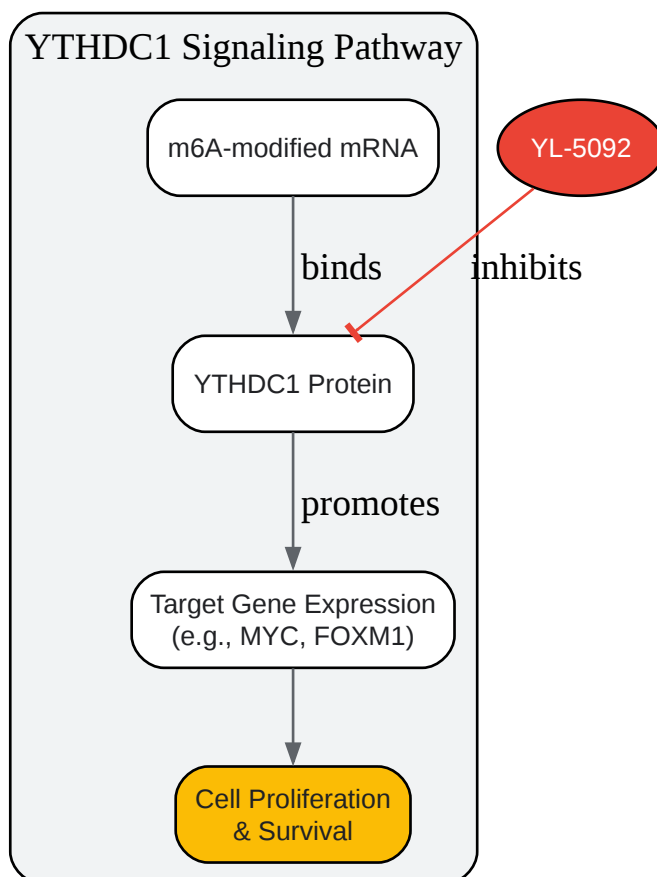 YTHDC1 Signaling Pathway
m6A-modified mRNA
YL-5092
binds
inhibits
YTHDC1 Protein
promotes
Target Gene Expression
(e.g., MYC, FOXM1)
Cell Proliferation
& Survival